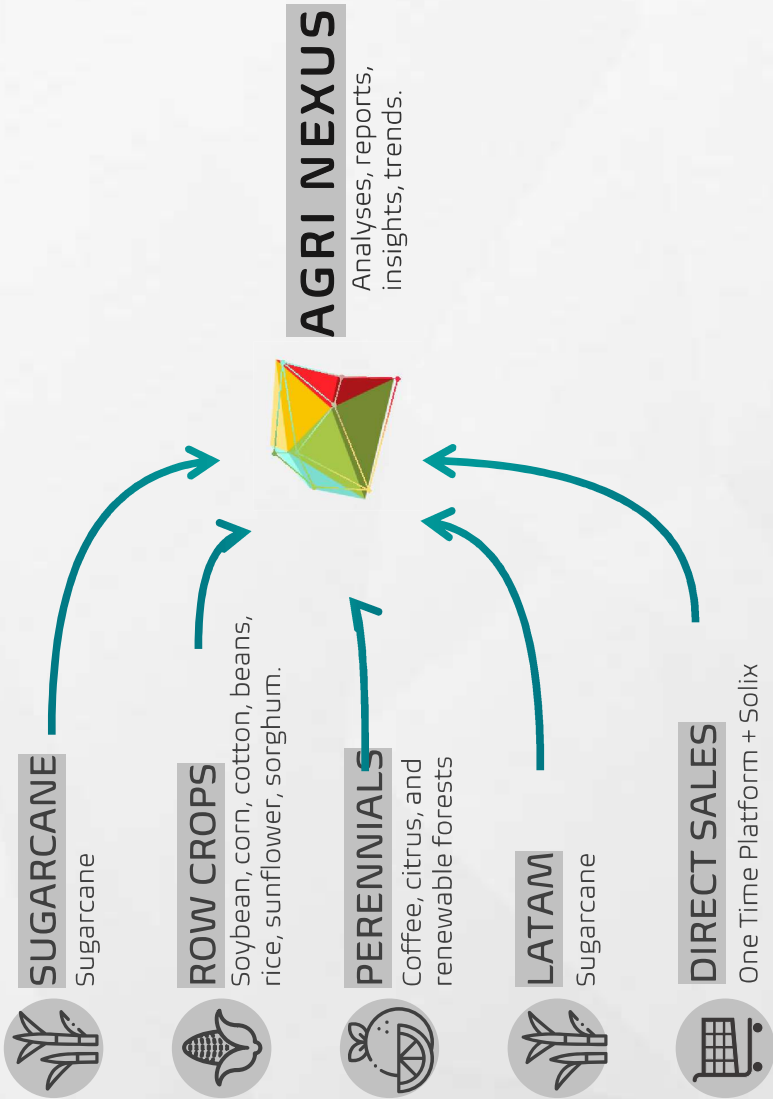 SUGARCANE
Sugarcane
ROW CROPS
Soybean, corn, cotton, beans,
rice, sunflower, sorghum.
PERENNIALS
Coffee, citrus, and
renewable forests
LATAM
Sugarcane
DIRECT SALES
One Time Platform + Solix
AGRI NEXUS
Analyses, reports,
insights, trends.